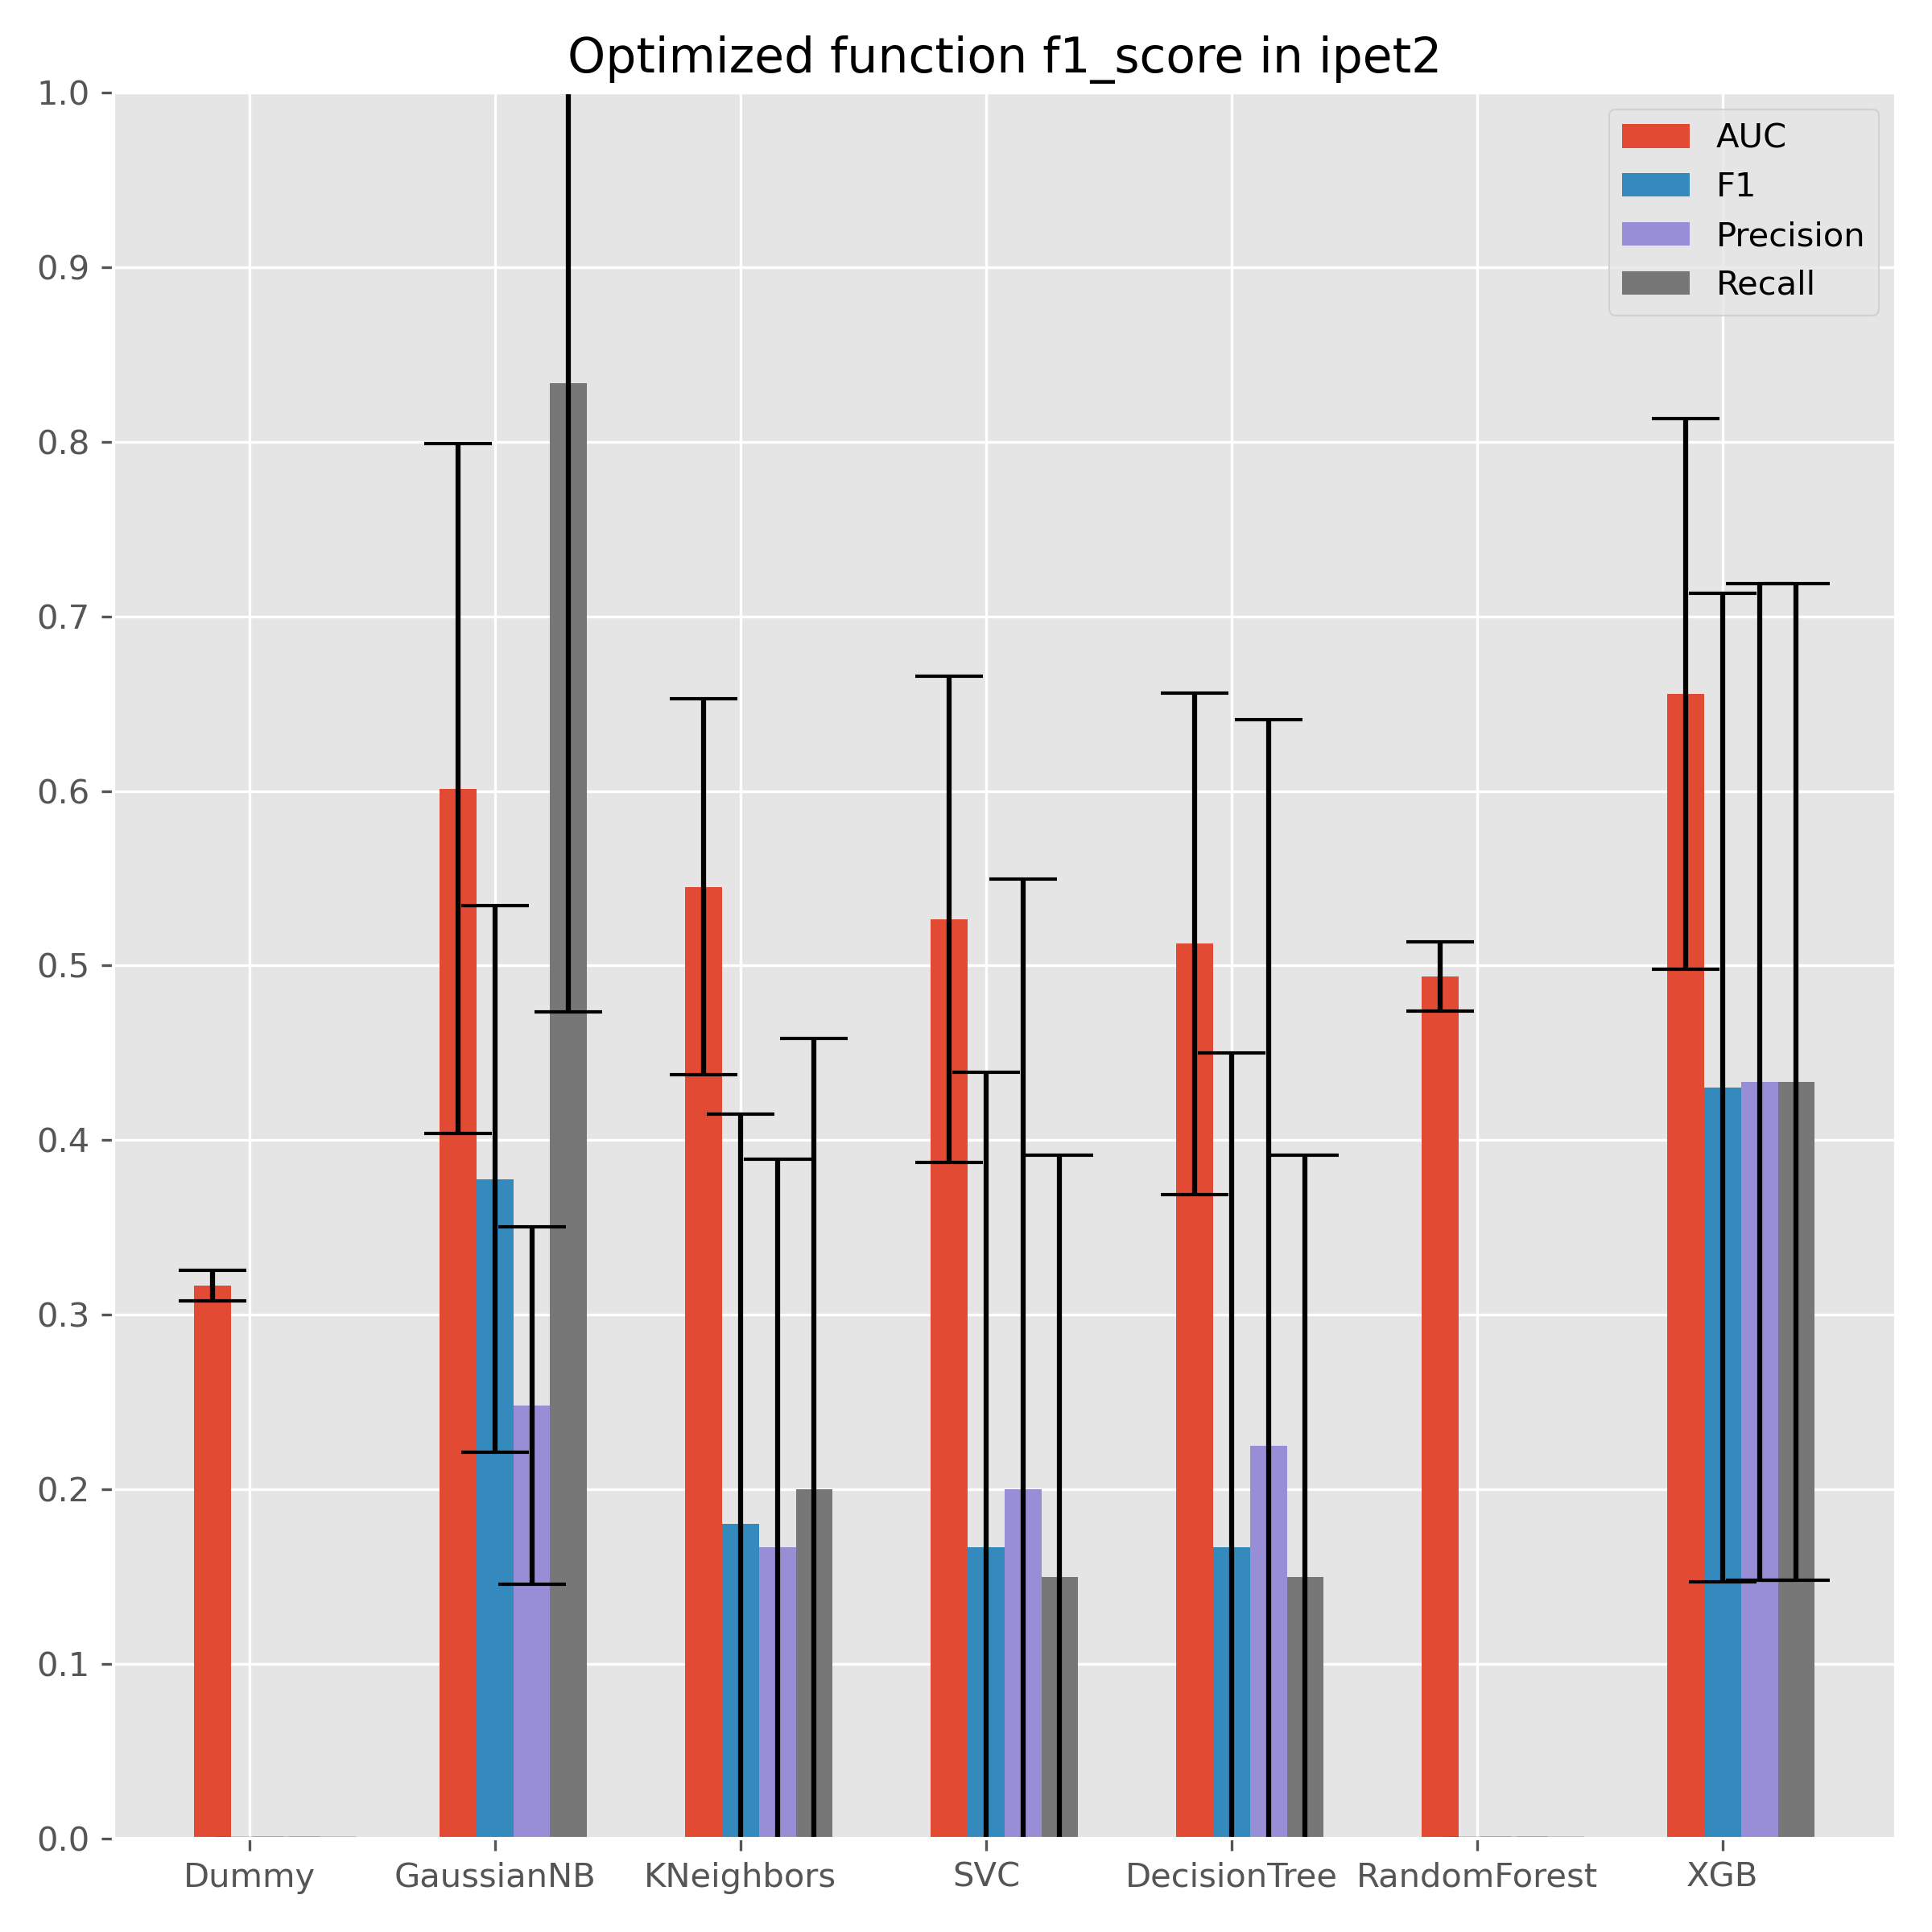 Optimized function f1_score in ipet2
1.0
0.9
0.8
0.7
0.6
0.5
0.4
0.3
0.2
0.1
0.0
AUC
F1
Precision
Recall
Dummy GaussianNB KNeighbors SVC DecisionTree RandomForest XGB